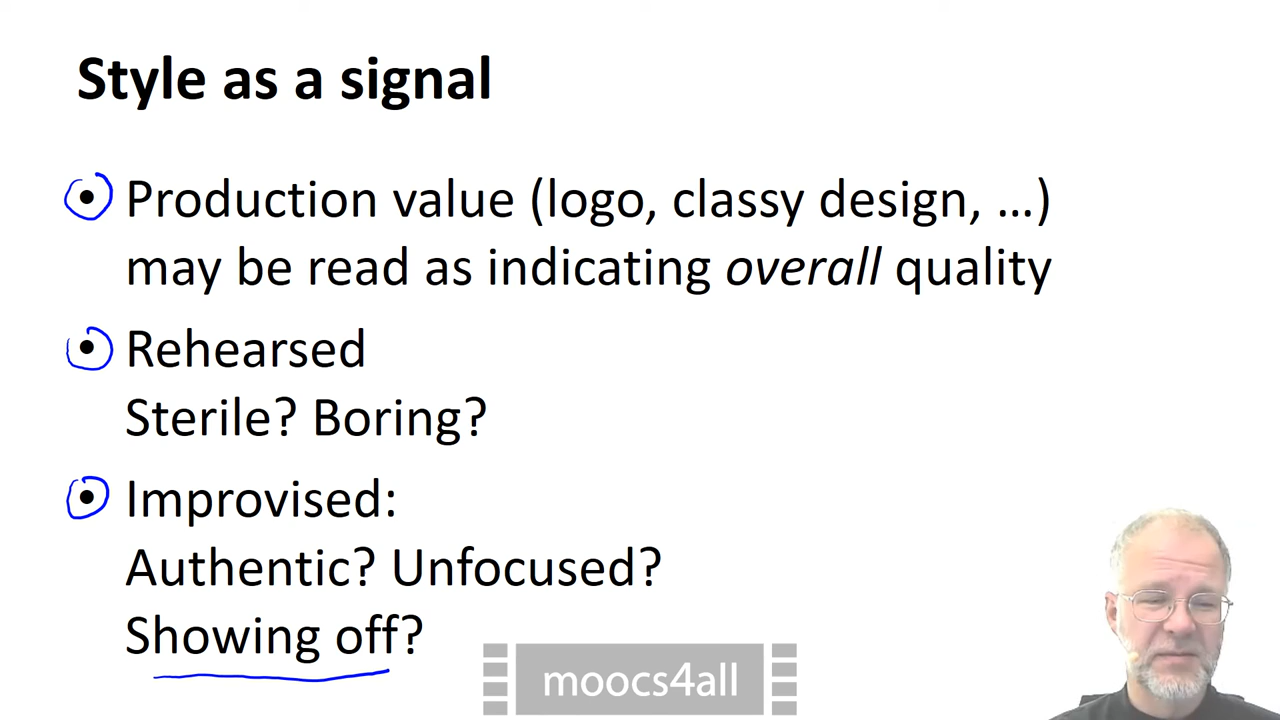 Style as a signal
• Production value (logo, classy design, …)
may be read as indicating overall quality
• Rehearsed
Sterile? Boring?
• Improvised:
Authentic? Unfocused?
Showing off?
moocs4all